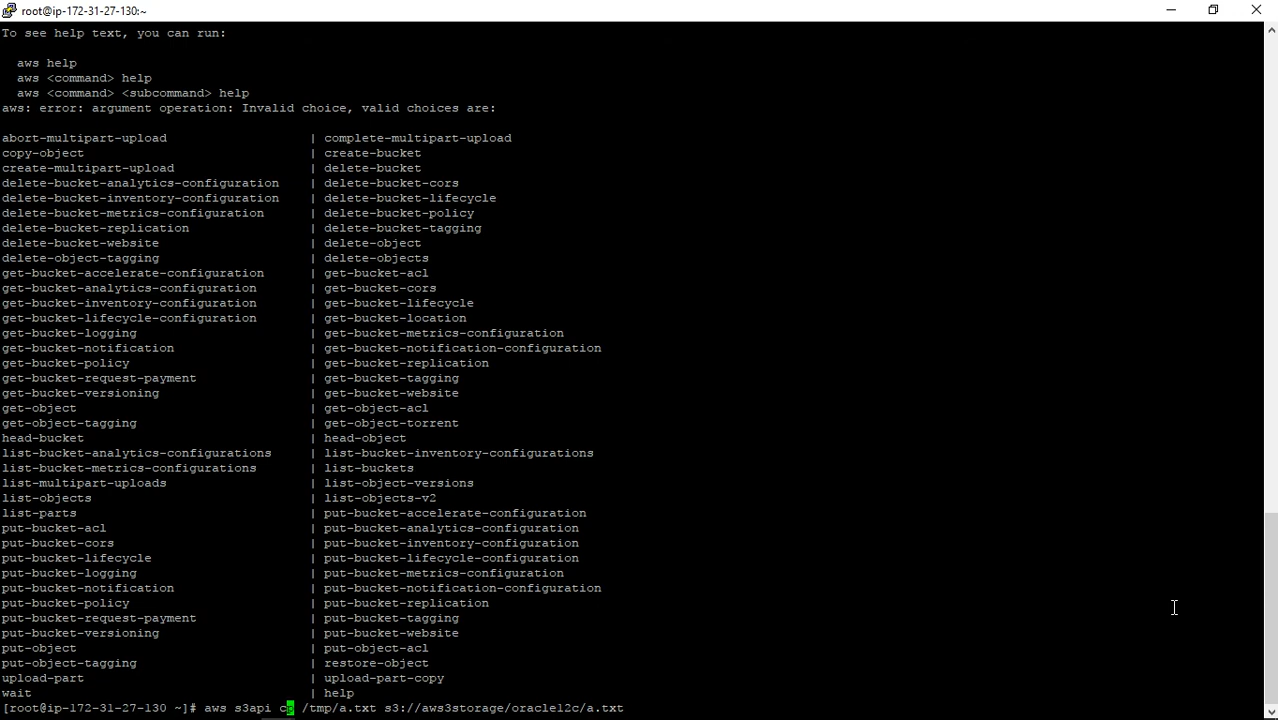 root@ip-172-31-27-130:~
To see help text, you can run:
aws help
aws <command> help
aws <command> <subcommand> help
aws: error: argument operation: Invalid choice, valid choices are:
abort-multipart-upload | complete-multipart-upload
copy-object | create-bucket
create-multipart-upload | delete-bucket
delete-bucket-analytics-configuration | delete-bucket-cors
delete-bucket-inventory-configuration | delete-bucket-lifecycle
delete-bucket-metrics-configuration | delete-bucket-policy
delete-bucket-replication | delete-bucket-tagging
delete-bucket-website | delete-object
delete-object-tagging | delete-objects
get-bucket-accelerate-configuration | get-bucket-acl
get-bucket-analytics-configuration | get-bucket-cors
get-bucket-inventory-configuration | get-bucket-lifecycle
get-bucket-lifecycle-configuration | get-bucket-location
get-bucket-logging | get-bucket-metrics-configuration
get-bucket-notification | get-bucket-notification-configuration
get-bucket-policy | get-bucket-replication
get-bucket-request-payment | get-bucket-tagging
get-bucket-versioning | get-bucket-website
get-object | get-object-acl
get-object-tagging | get-object-torrent
head-bucket | head-object
list-bucket-analytics-configurations | list-bucket-inventory-configurations
list-bucket-metrics-configurations | list-buckets
list-multipart-uploads | list-object-versions
list-objects | list-objects-v2
list-parts | put-bucket-accelerate-configuration
put-bucket-acl | put-bucket-analytics-configuration
put-bucket-cors | put-bucket-inventory-configuration
put-bucket-lifecycle | put-bucket-lifecycle-configuration
put-bucket-logging | put-bucket-metrics-configuration
put-bucket-notification | put-bucket-notification-configuration
put-bucket-policy | put-bucket-replication
put-bucket-request-payment | put-bucket-tagging
put-bucket-versioning | put-bucket-website
put-object | put-object-acl
put-object-tagging | restore-object
upload-part | upload-part-copy
wait | help
[root@ip-172-31-27-130 ~]# aws s3api cp /tmp/a.txt s3://aws3storage/oracle12c/a.txt